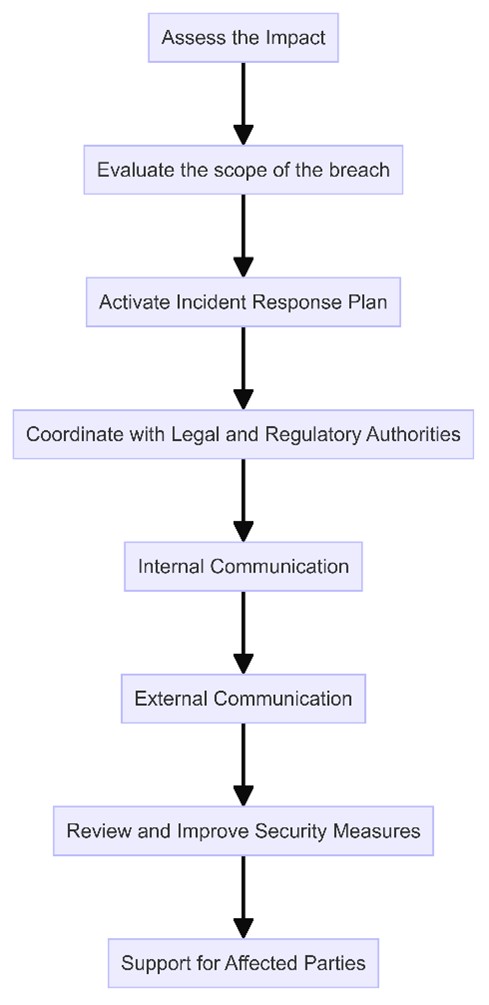 Assess the Impact
Evaluate the scope of the breach
Activate Incident Response Plan
Coordinate with Legal and Regulatory Authorities
Internal Communication
External Communication
Review and Improve Security Measures
Support for Affected Parties